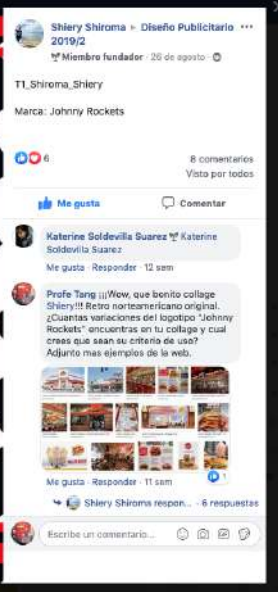 Shiery Shiroma ▸ Diseño Publicitario ···
2019/2
Miembro fundador · 26 de agosto ·
T1_Shiroma_Shiery
Marca: Johnny Rockets
6
8 comentarios
Visto por todos
Me gusta
Comentar
Katerine Soldevilla Suarez Katerine
Soldevilla Suarez
Me gusta · Responder · 12 sem
Profe Tang ¡¡¡Wow, que benito collage
Shiery!!! Retro norteamericano original.
¿Cuantas variaciones del logotipo "Johnny
Rockets" encuentras en tu collage y cual
crees que sean su criterio de uso?
Adjunto mas ejemplos de la web.
1
Me gusta · Responder · 11 sem
Shiery Shiroma respon... · 6 respuestas
Escribe un comentario...